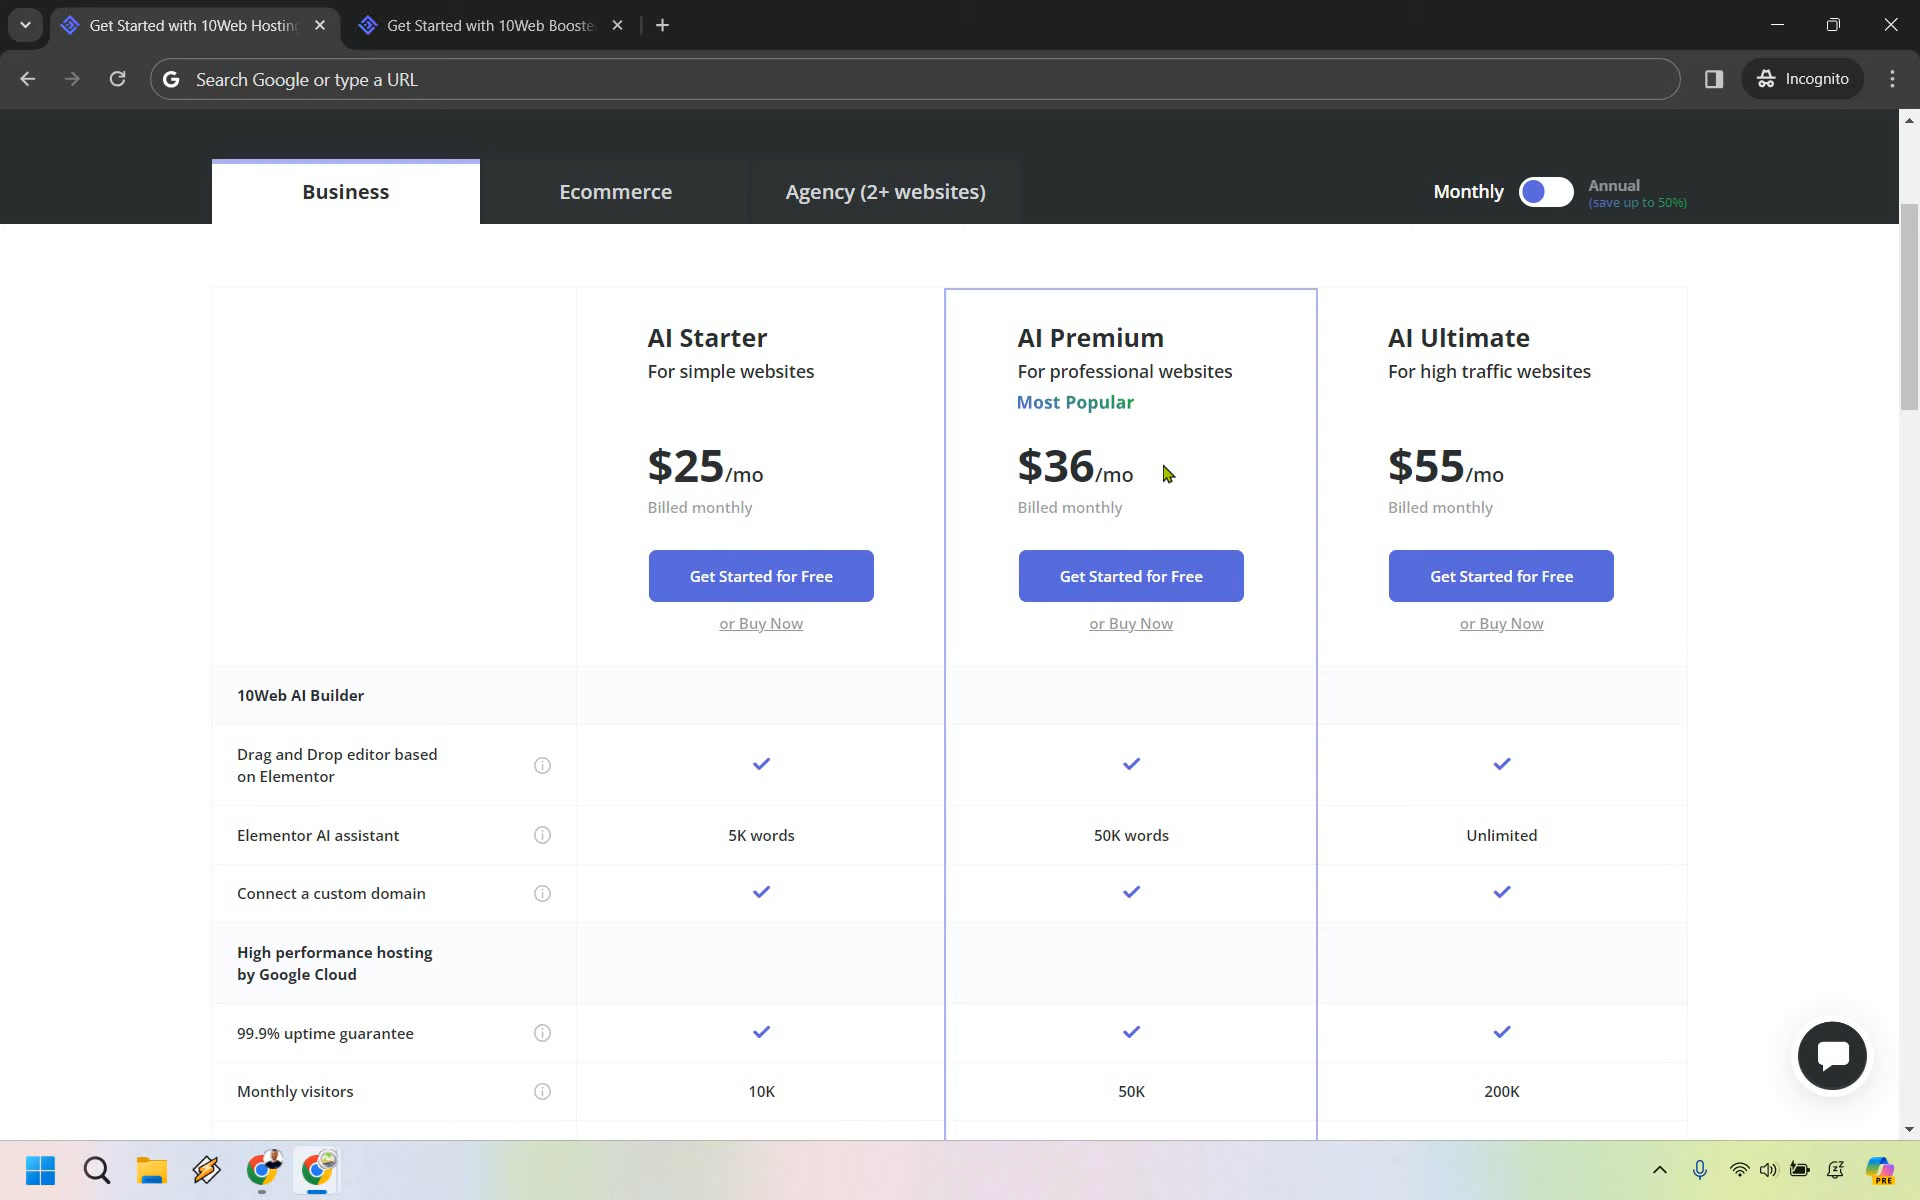 Get Started with 10Web Hosting
Get Started with 10Web Booste
Search Google or type a URL
Incognito
Business
Ecommerce
Agency (2+ websites)
Monthly
Annual
(save up to 50%)
AI Starter
For simple websites
$25/mo
Billed monthly
Get Started for Free
or Buy Now
AI Premium
For professional websites
Most Popular
$36/mo
Billed monthly
Get Started for Free
or Buy Now
AI Ultimate
For high traffic websites
$55/mo
Billed monthly
Get Started for Free
or Buy Now
10Web AI Builder
Drag and Drop editor based
on Elementor
Elementor AI assistant
5K words
50K words
Unlimited
Connect a custom domain
High performance hosting
by Google Cloud
99.9% uptime guarantee
Monthly visitors
10K
50K
200K
PRE